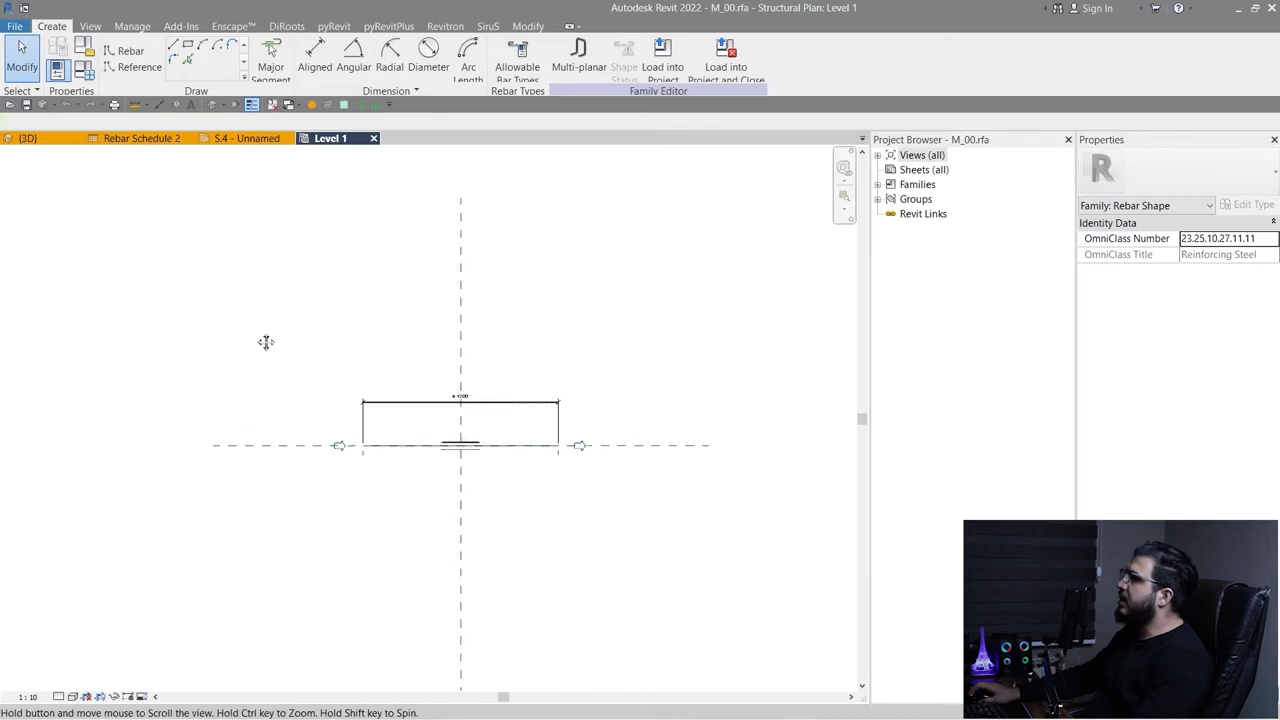 Autodesk Revit 2022 - M_00.rfa - Structural Plan: Level 1
Sign In
File Create View Manage Add-Ins Enscape™ DiRoots pyRevit pyRevitPlus Revitron SiruS Modify
Modify
Rebar
Reference
Major Segment
Aligned
Angular
Radial
Diameter
Arc Length
Allowable Bar Types
Multi-planar
Shape Status
Load into Project
Load into Project and Close
Select Properties Draw Dimension Rebar Types Family Editor
{3D} Rebar Schedule 2 S.4 - Unnamed Level 1
Project Browser - M_00.rfa
Views (all)
Sheets (all)
Families
Groups
Revit Links
Properties
Family: Rebar Shape
Edit Type
Identity Data
OmniClass Number 23.25.10.27.11.11
OmniClass Title Reinforcing Steel
1 : 10
Hold button and move mouse to Scroll the view. Hold Ctrl key to Zoom. Hold Shift key to Spin.